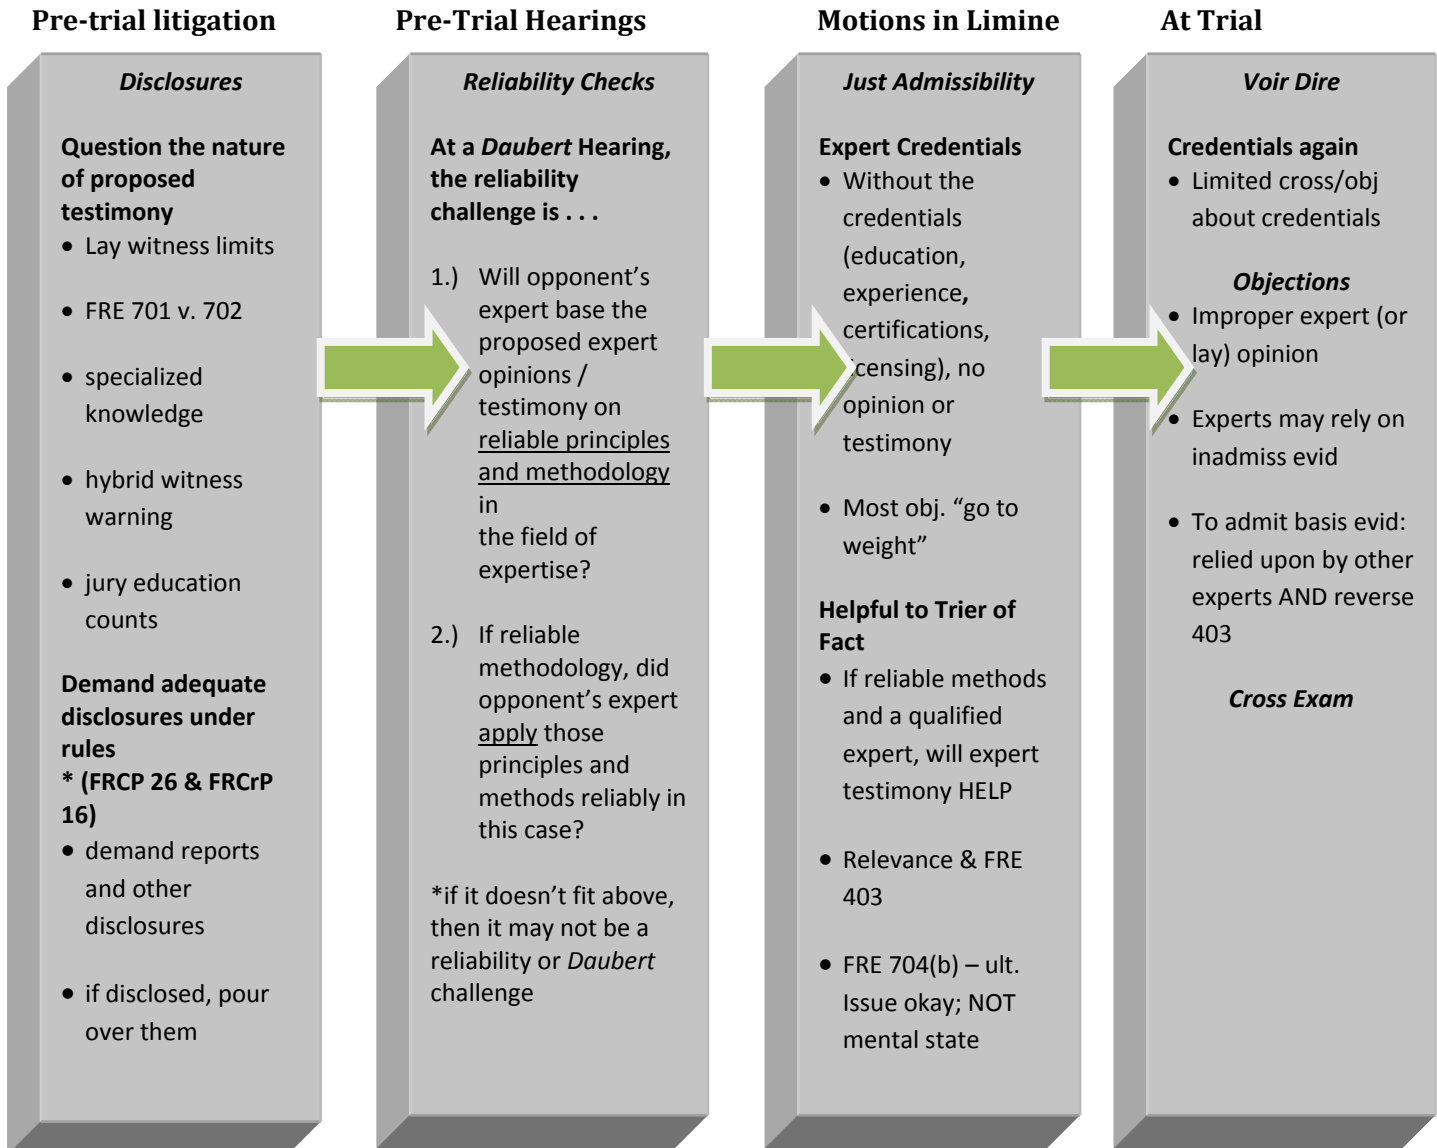 Pre-trial litigation
Disclosures
Question the nature
of proposed
testimony
• Lay witness limits
• FRE 701 v. 702
• specialized
knowledge
• hybrid witness
warning
• jury education
counts
Demand adequate
disclosures under
rules
* (FRCP 26 & FRCrP
16)
• demand reports
and other
disclosures
• if disclosed, pour
over them
Pre-Trial Hearings
Reliability Checks
At a Daubert Hearing,
the reliability
challenge is . . .
1.) Will opponent’s
expert base the
proposed expert
opinions /
testimony on
reliable principles
and methodology
in
the field of
expertise?
2.) If reliable
methodology, did
opponent’s expert
apply those
principles and
methods reliably in
this case?
*if it doesn’t fit above,
then it may not be a
reliability or Daubert
challenge
Motions in Limine
Just Admissibility
Expert Credentials
• Without the
credentials
(education,
experience,
certifications,
icensing), no
opinion or
testimony
• Most obj. “go to
weight”
Helpful to Trier of
Fact
• If reliable methods
and a qualified
expert, will expert
testimony HELP
• Relevance & FRE
403
• FRE 704(b) – ult.
Issue okay; NOT
mental state
At Trial
Voir Dire
Credentials again
• Limited cross/obj
about credentials
Objections
• Improper expert (or
lay) opinion
• Experts may rely on
inadmiss evid
• To admit basis evid:
relied upon by other
experts AND reverse
403
Cross Exam